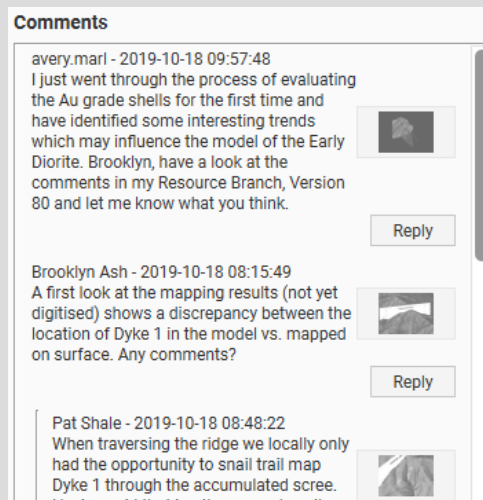 Comments
avery.marl - 2019-10-18 09:57:48
I just went through the process of evaluating
the Au grade shells for the first time and
have identified some interesting trends
which may influence the model of the Early
Diorite. Brooklyn, have a look at the
comments in my Resource Branch, Version
80 and let me know what you think.
Reply
Brooklyn Ash - 2019-10-18 08:15:49
A first look at the mapping results (not yet
digitised) shows a discrepancy between the
location of Dyke 1 in the model vs. mapped
on surface. Any comments?
Reply
Pat Shale - 2019-10-18 08:48:22
When traversing the ridge we locally only
had the opportunity to snail trail map
Dyke 1 through the accumulated scree.